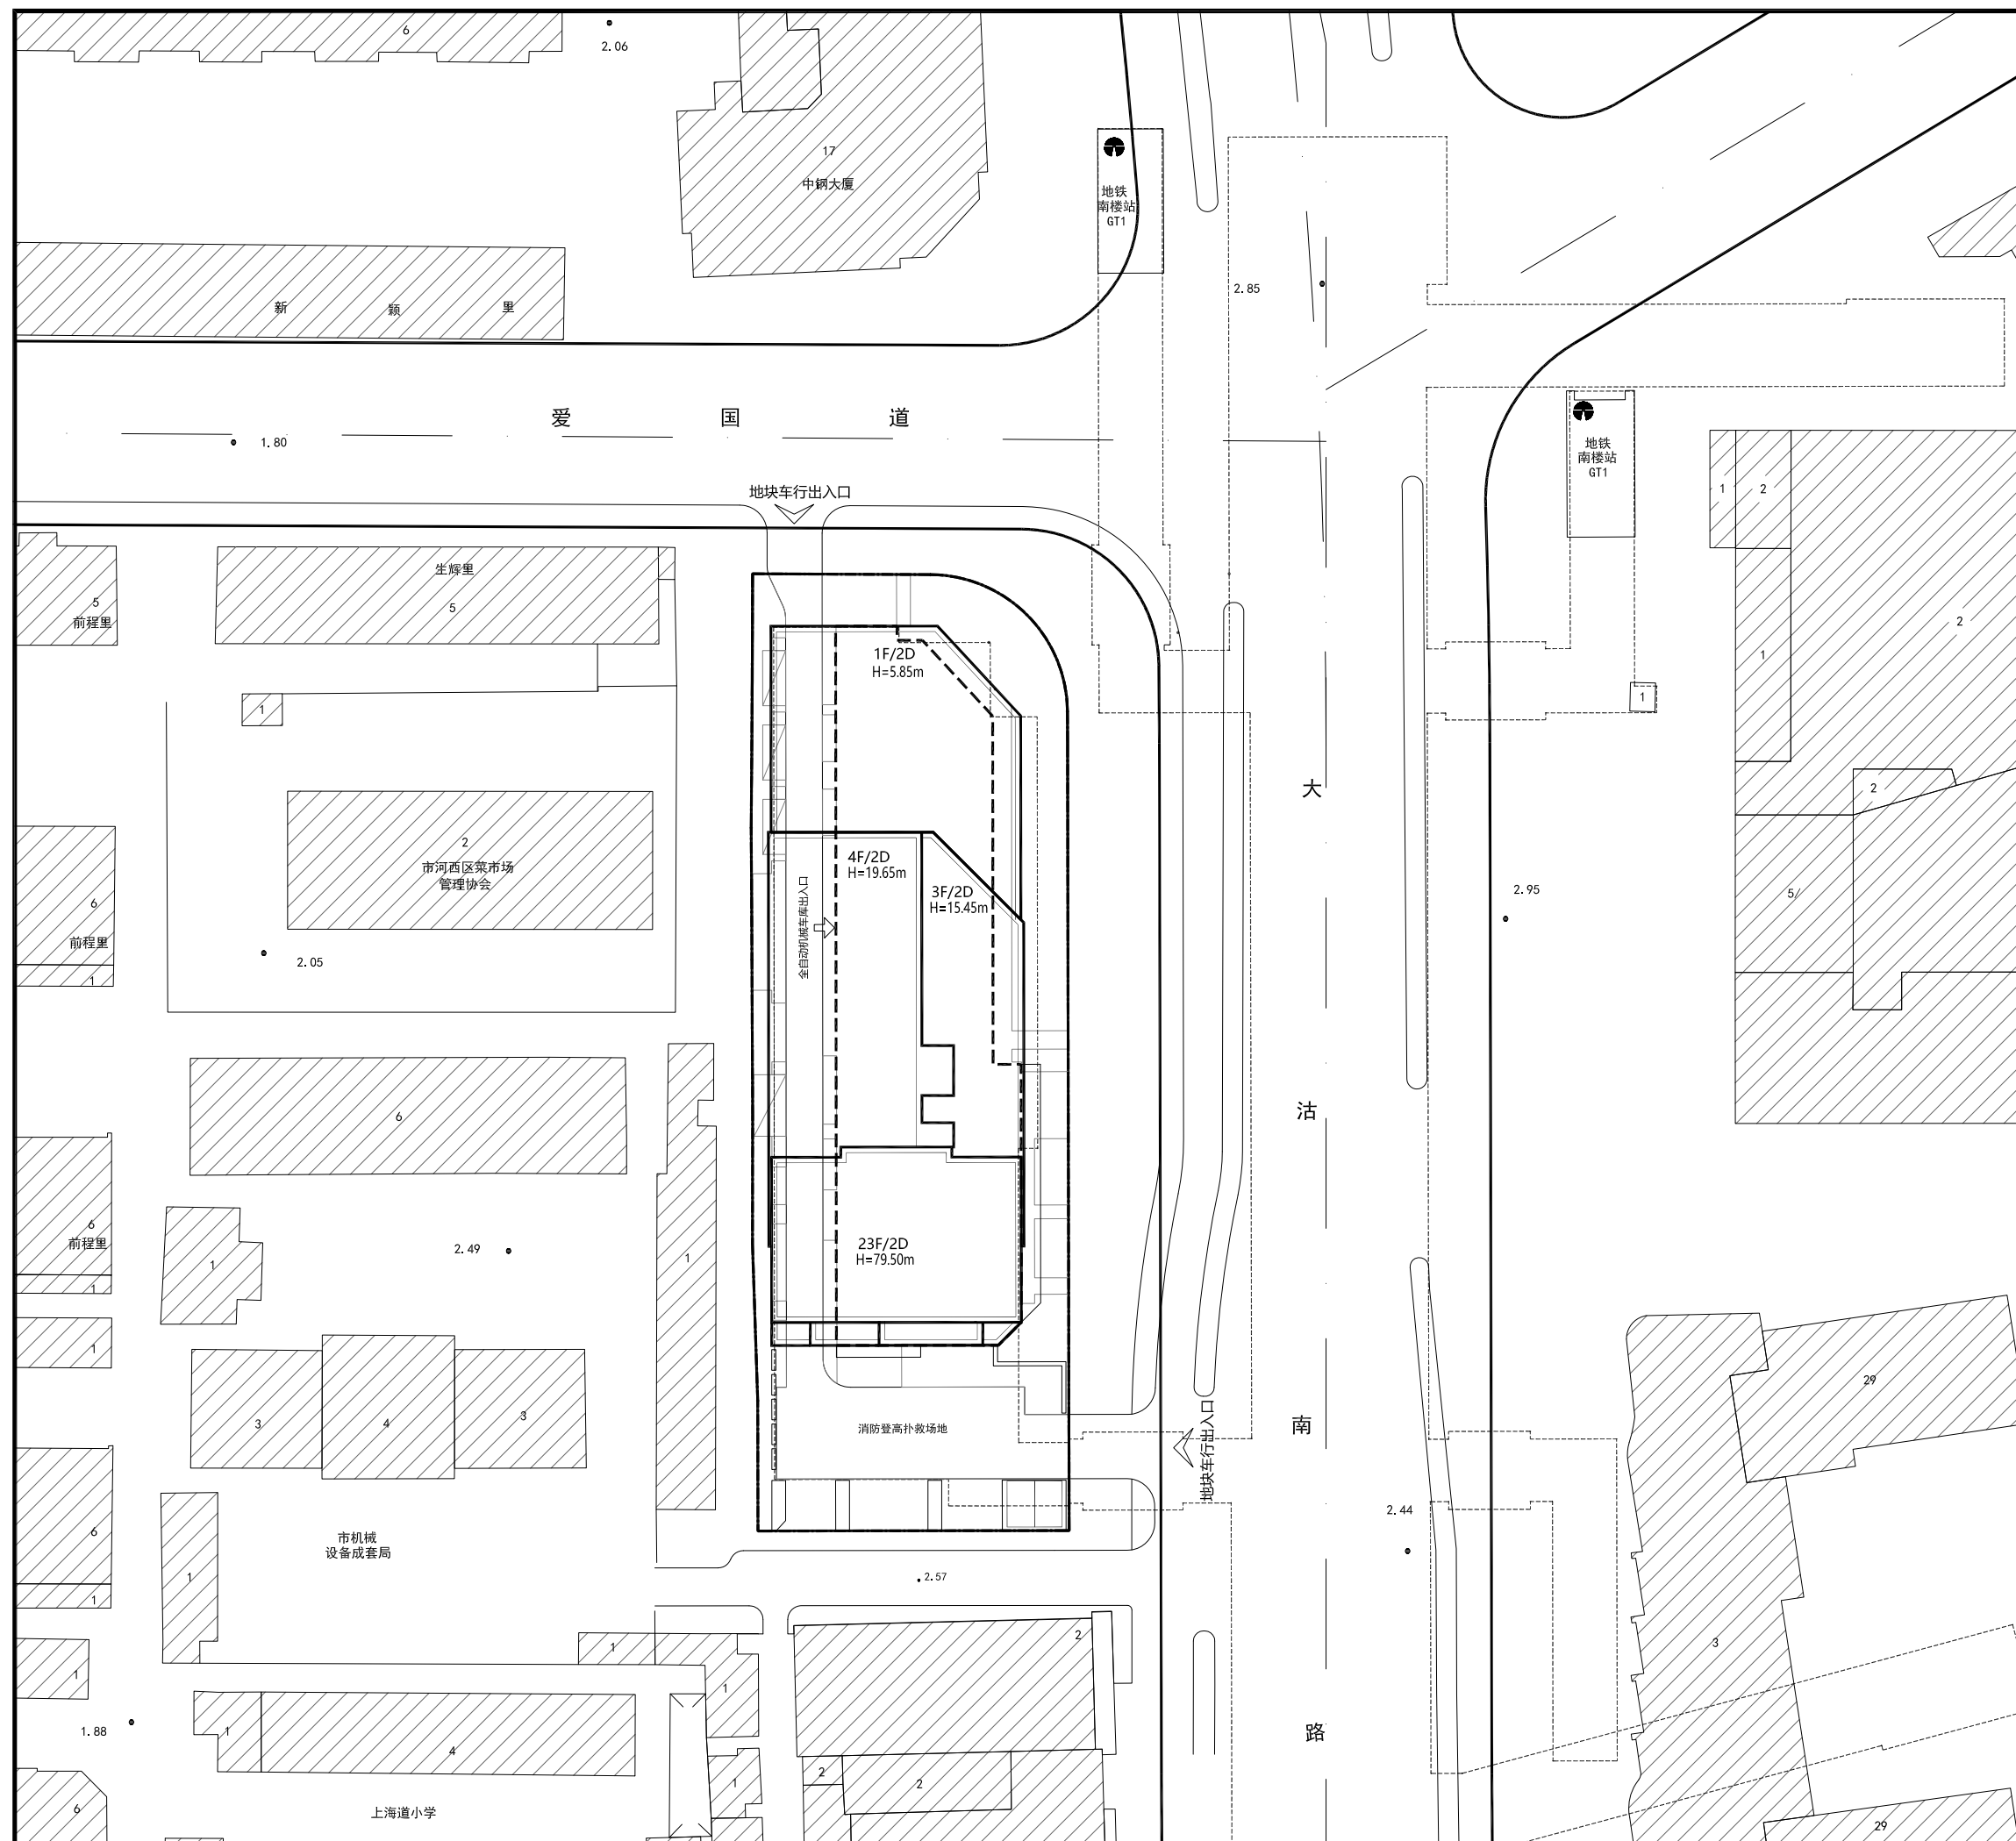 6
2.06
17
中钢大厦
地铁
南楼站
GT1
2.85
新颖里
爱国道
1.80
地铁
南楼站
GT1
地块车行出入口
1
2
2
1
1
2
5/
生辉里
5
5
前程里
1
1F/2D
H=5.85m
大沽南路
2
市河西区菜市场
管理协会
4F/2D
H=19.65m
3F/2D
H=15.45m
全自动机械车库出入口
2.95
6
前程里
1
2.05
6
6
前程里
1
1
2.49
1
23F/2D
H=79.50m
1
3
4
3
29
消防登高扑救场地
地块车行出入口
2.44
6
1
市机械
设备成套局
1
2.57
1
1
2
3
1
1.88
1
4
1
2
2
6
上海道小学
29